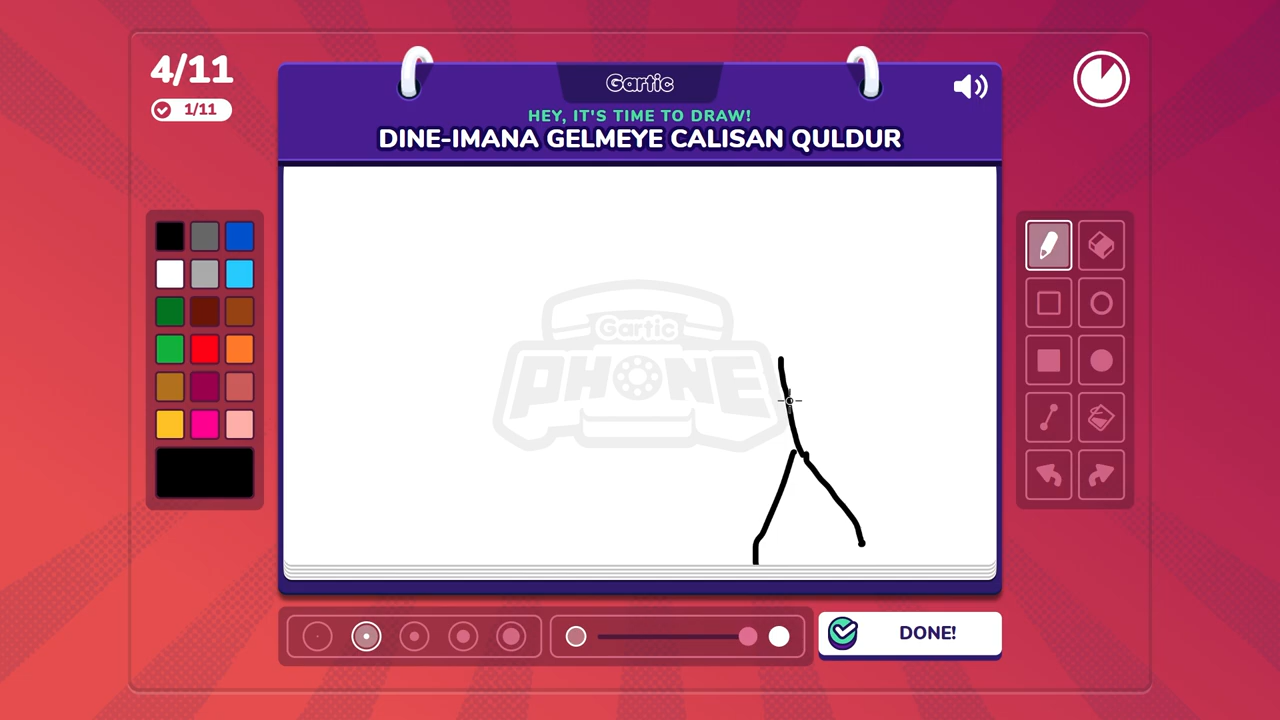 4/11
1/11
Gartic
HEY, IT'S TIME TO DRAW!
DINE-IMANA GELMEYE CALISAN QULDUR
Gartic
PHONE
DONE!